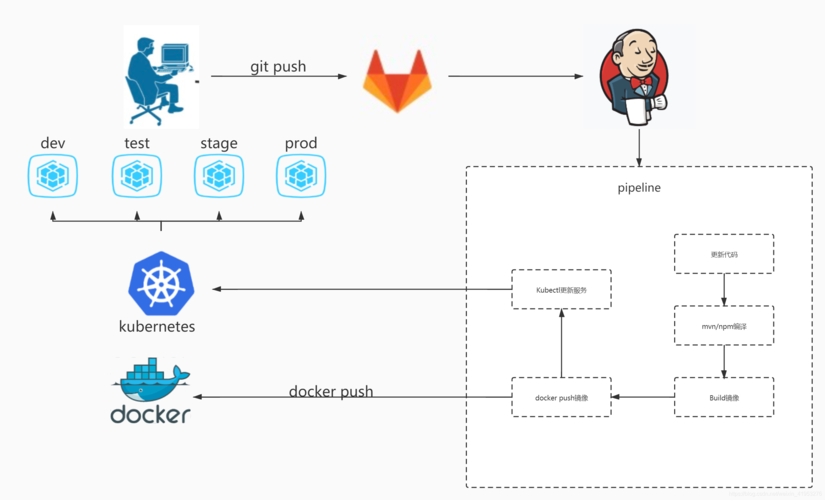 git push
dev
test
stage
prod
pipeline
更新代码
Kubectl更新服务
mvn/npm编译
kubernetes
docker push
docker push镜像
Build镜像
docker